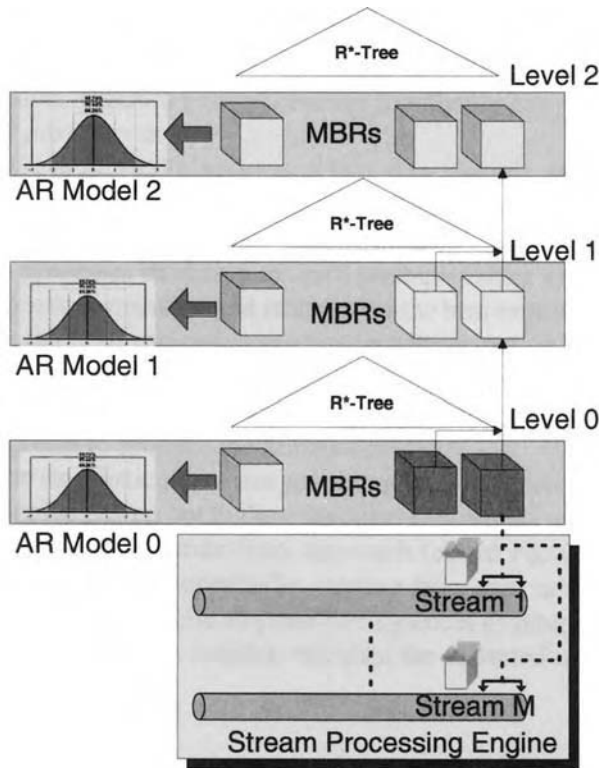 R*-Tree
Level 2
MBRs
AR Model 2
R*-Tree
Level 1
MBRs
AR Model 1
R*-Tree
Level 0
MBRs
AR Model 0
Stream 1
Stream M
Stream Processing Engine